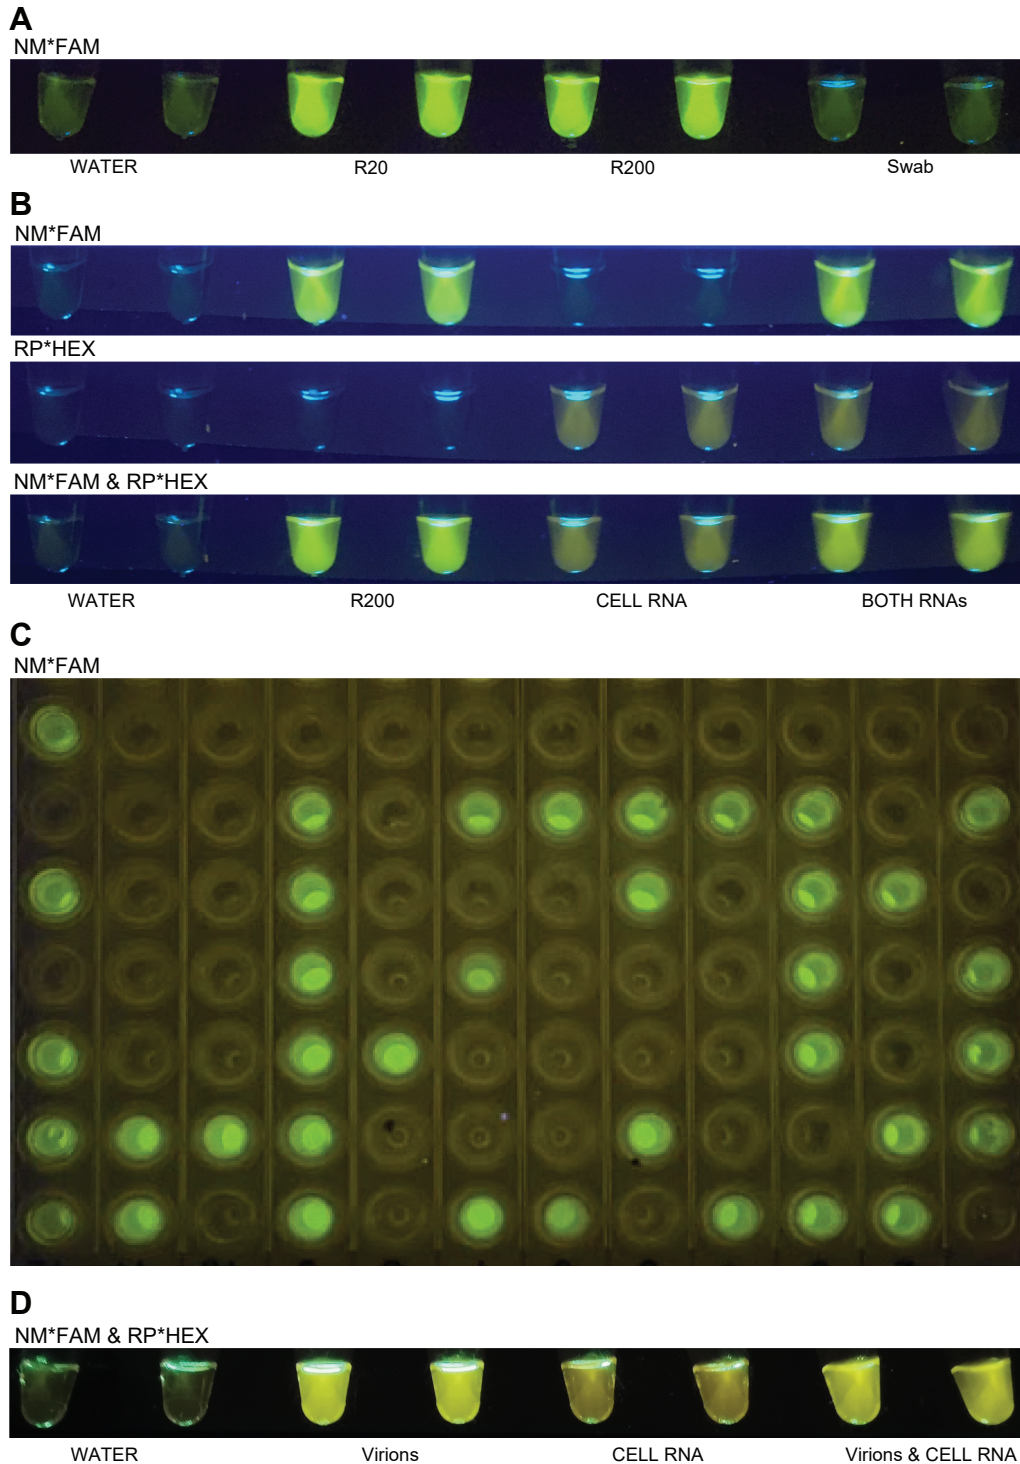 A
NM*FAM
WATER R20 R200 Swab
B
NM*FAM
RP*HEX
NM*FAM & RP*HEX
WATER R200 CELL RNA BOTH RNAs
C
NM*FAM
D
NM*FAM & RP*HEX
WATER Virions CELL RNA Virions & CELL RNA